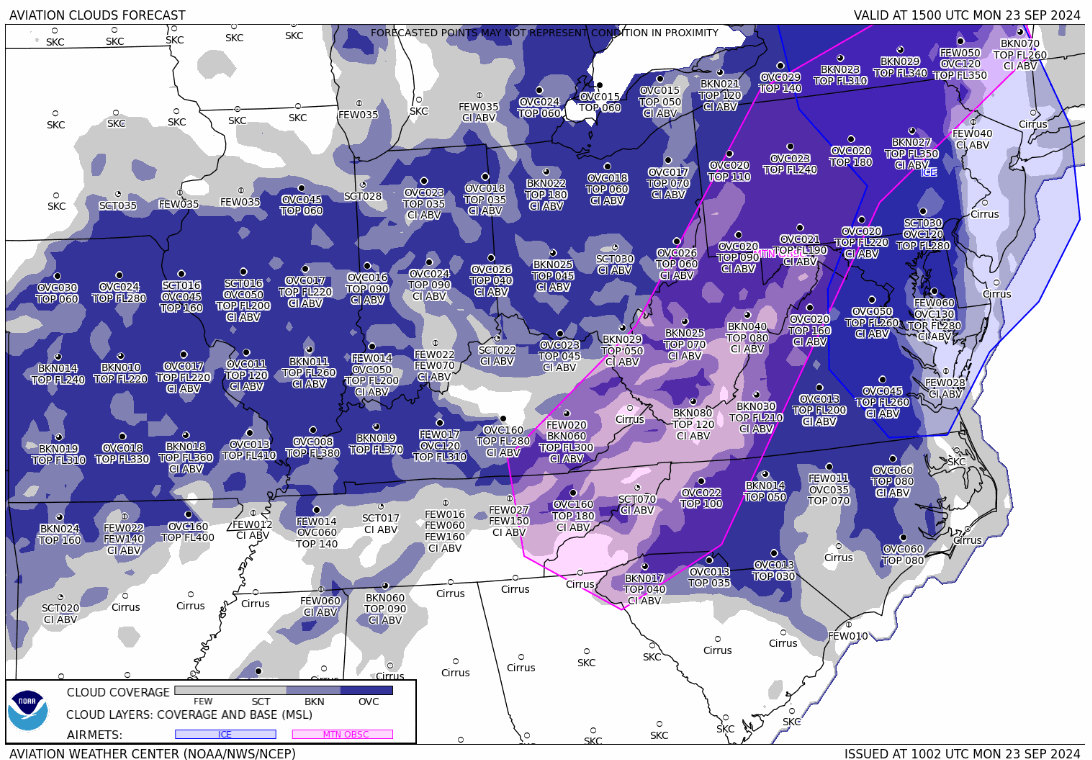 AVIATION CLOUDS FORECAST
VALID AT 1500 UTC MON 23 SEP 2024
FORECASTED POINTS MAY NOT REPRESENT CONDITION IN PROXIMITY
SKC
SKC
SKC
SKC
SKC
BKN070
TOP FL260
CI ABV
FEW050
OVC120
TOP FL350
BKN029
TOP FL340
BKN023
TOP FL310
OVC029
TOP 140
BKN021
TOP 120
CI ABV
OVC015
TOP 050
CI ABV
OVC015
TOP 060
OVC024
TOP 060
FEW035
CI ABV
SKC
FEW035
SKC
SKC
SKC
SKC
SKC
Cirrus
FEW040
CI ABV
BKN027
TOP FL350
CI ABV
ICE
OVC020
TOP 180
OVC023
TOP FL240
OVC020
TOP 110
OVC017
TOP 070
CI ABV
OVC018
TOP 060
CI ABV
BKN022
TOP 180
CI ABV
OVC018
TOP 035
CI ABV
OVC023
TOP 035
CI ABV
SCT028
OVC045
TOP 060
FEW035
FEW035
SCT035
SKC
Cirrus
SCT030
OVC120
TOP FL280
OVC020
TOP FL220
OVC021
TOP FL190
CI ABV
OVC020
TOP 090
CI ABV
OVC026
TOP 060
CI ABV
SCT030
CI ABV
BKN025
TOP 045
OVC026
TOP 040
CI ABV
OVC024
TOP 090
CI ABV
OVC016
TOP 090
CI ABV
OVC017
TOP FL220
CI ABV
SCT016
OVC050
TOP FL200
CI ABV
SCT016
OVC045
TOP 160
OVC024
TOP FL280
OVC030
TOP 060
Cirrus
FEW060
OVC130
TOP FL280
CI ABV
OVC050
TOP FL260
CI ABV
OVC020
TOP 160
BKN040
TOP 080
CI ABV
BKN025
TOP 070
BKN029
TOP 050
CI ABV
OVC023
TOP 045
SCT022
CI ABV
FEW022
FEW070
CI ABV
FEW014
OVC050
TOP FL200
CI ABV
BKN011
TOP FL260
CI ABV
OVC011
TOP 120
CI ABV
OVC017
TOP FL220
CI ABV
BKN010
TOP FL220
BKN014
TOP FL240
FEW028
CI ABV
OVC045
TOP FL260
CI ABV
OVC013
TOP FL200
BKN030
TOP FL210
CI ABV
BKN080
TOP 120
CI ABV
Cirrus
FEW020
BKN060
TOP FL300
CI ABV
OVC160
TOP FL280
FEW017
OVC120
TOP FL310
BKN019
TOP FL370
OVC008
TOP FL380
OVC013
TOP FL410
BKN018
TOP FL360
CI ABV
OVC018
TOP FL330
BKN019
TOP FL310
SKC
OVC060
TOP 080
CI ABV
FEW011
OVC035
TOP 070
BKN014
TOP 050
OVC022
TOP 100
SCT070
CI ABV
OVC160
TOP 180
CI ABV
FEW027
FEW150
CI ABV
FEW016
FEW060
FEW160
CI ABV
SCT017
CI ABV
FEW014
OVC060
TOP 140
FEW012
CI ABV
OVC160
TOP FL400
FEW022
FEW140
CI ABV
BKN024
TOP 160
Cirrus
OVC060
TOP 080
Cirrus
OVC013
TOP 030
OVC013
TOP 035
BKN017
TOP 040
CI ABV
Cirrus
Cirrus
Cirrus
BKN060
TOP 090
CI ABV
FEW060
CI ABV
Cirrus
Cirrus
Cirrus
SCT020
CI ABV
FEW010
Cirrus
Cirrus
SKC
SKC
Cirrus
Cirrus
Cirrus
Cirrus
SKC
SKC
SKC
SKC
NOAA
CLOUD COVERAGE
FEW
SCT
BKN
OVC
CLOUD LAYERS: COVERAGE AND BASE (MSL)
AIRMETS:
ICE
MTN OBSC
AVIATION WEATHER CENTER (NOAA/NWS/NCEP)
ISSUED AT 1002 UTC MON 23 SEP 2024